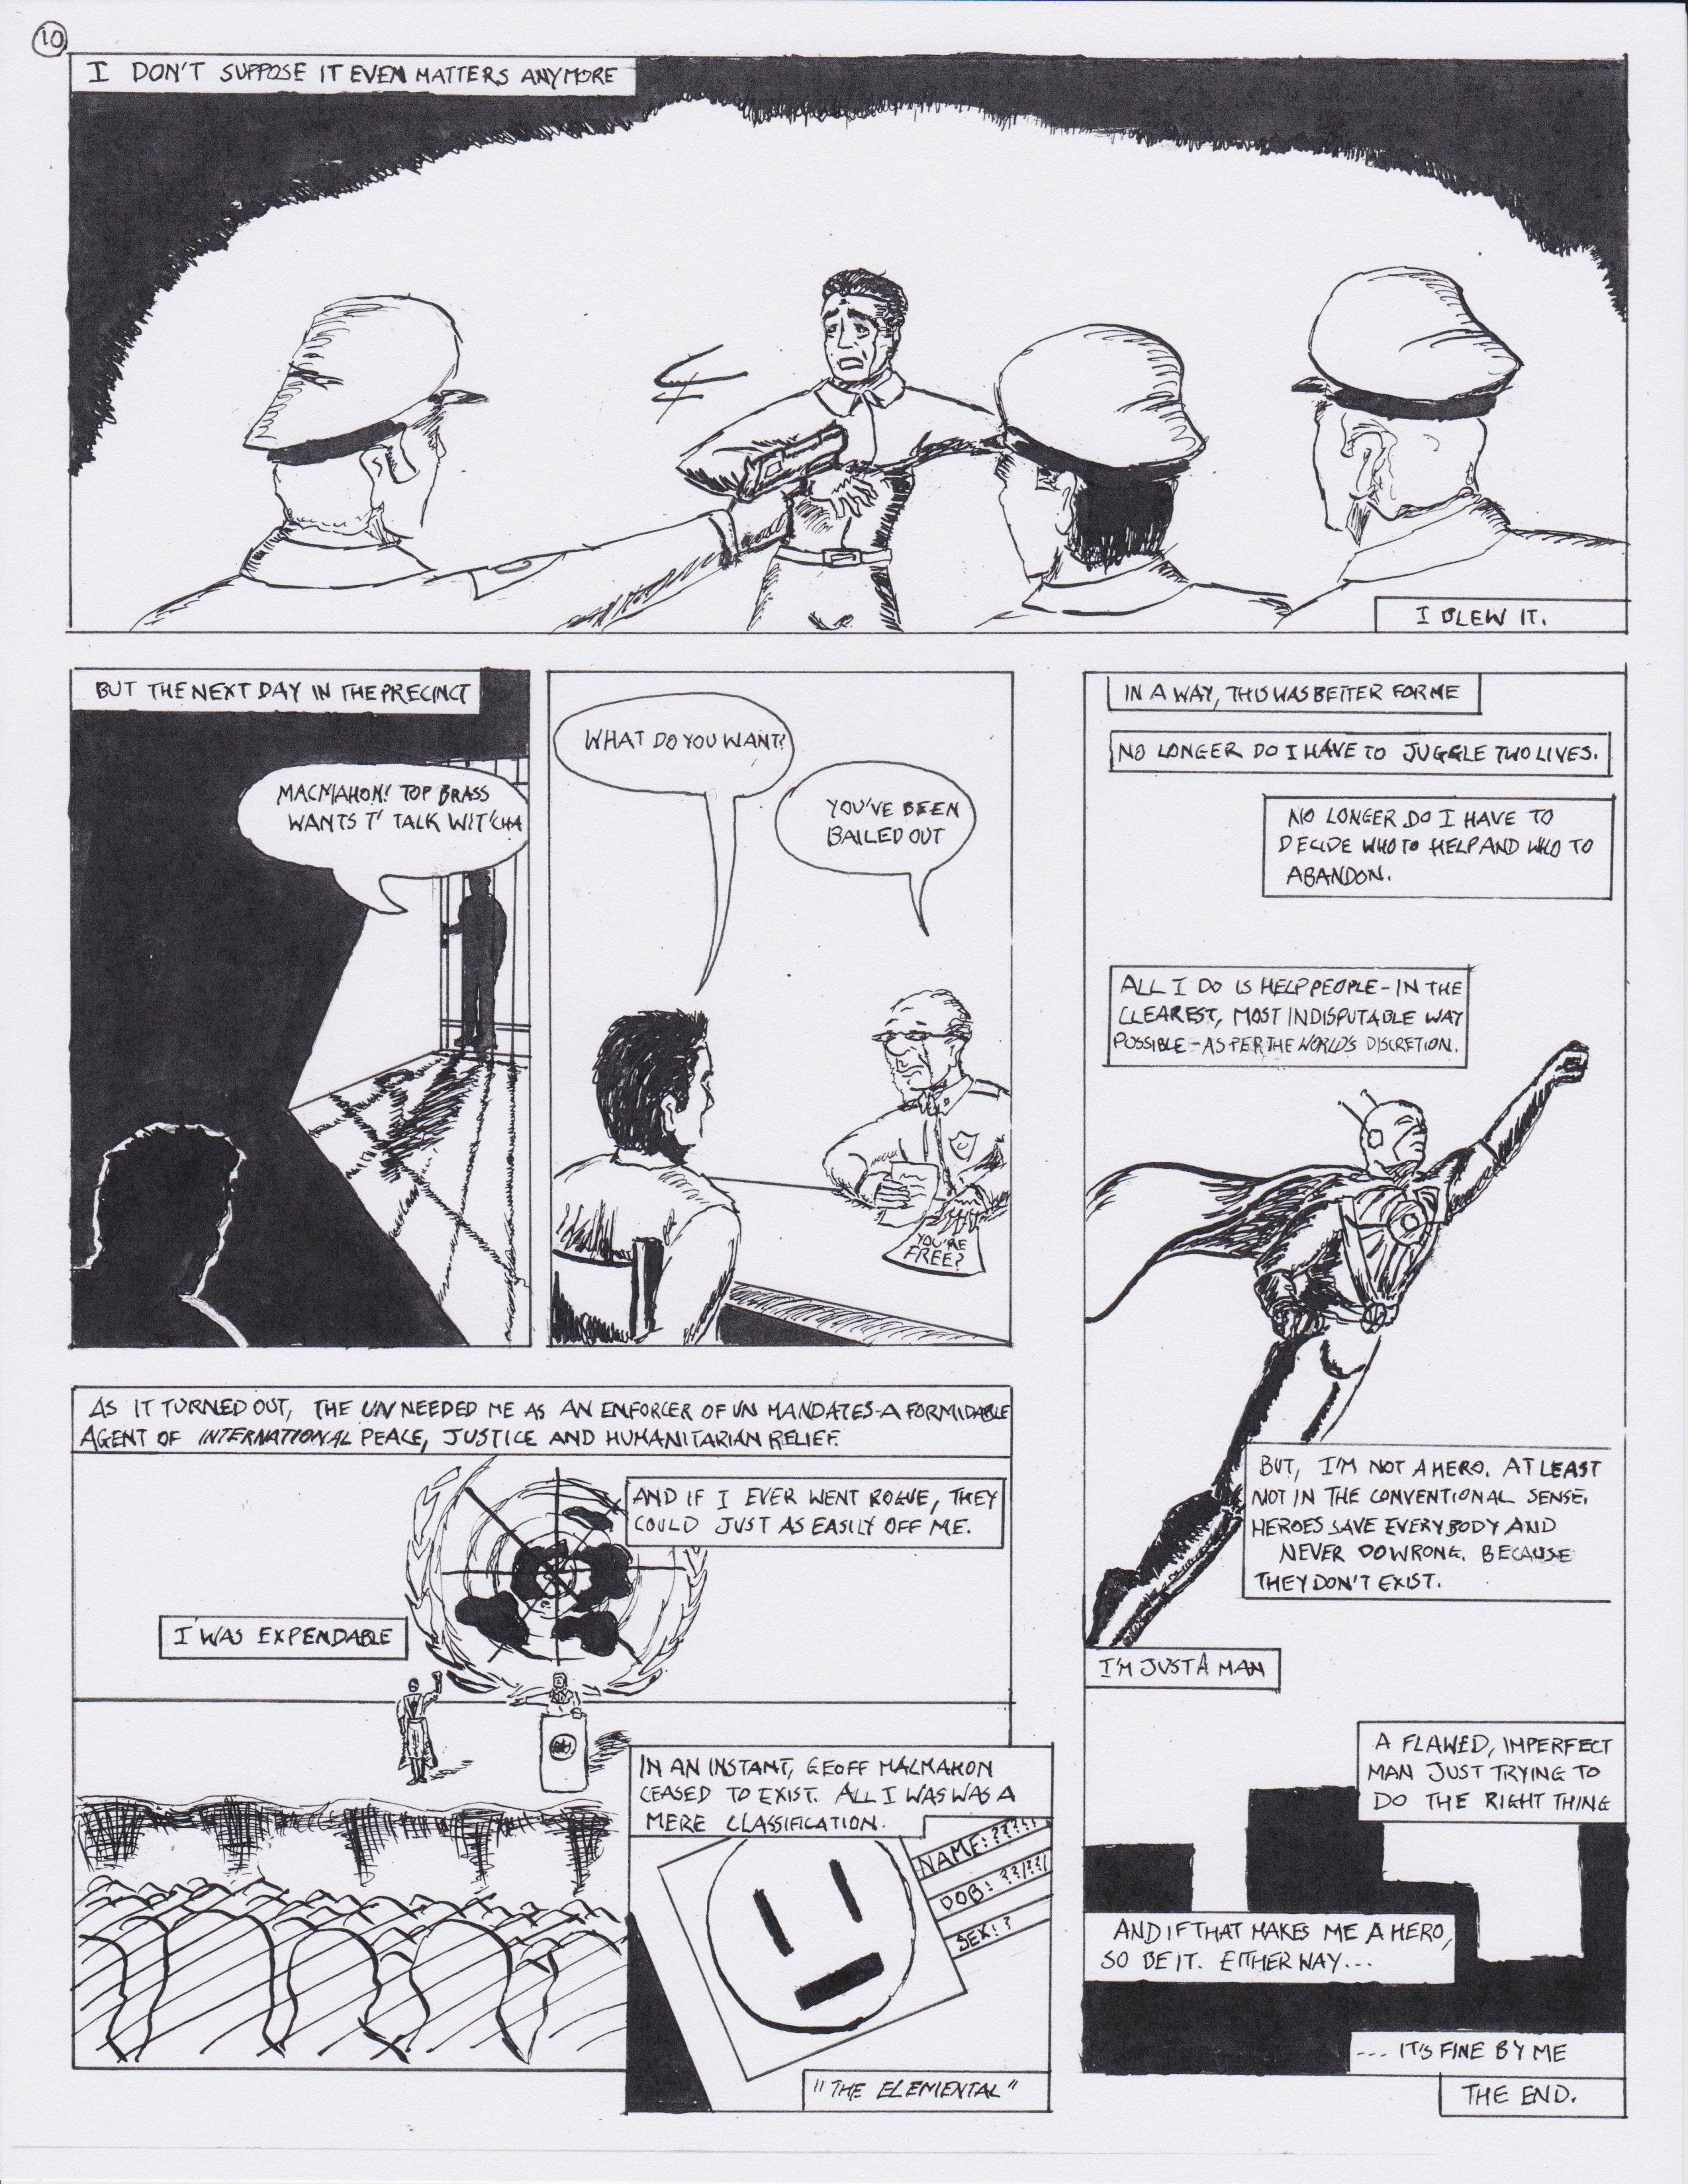 10
I DON'T SUPPOSE IT EVEN MATTERS ANYMORE
I BLEW IT.
BUT THE NEXT DAY IN THE PRECINCT
MACMAHON! TOP BRASS
WANTS T' TALK WIT'CHA
WHAT DO YOU WANT?
YOU'VE BEEN
BAILED OUT
YOU'RE
FREE?
AS IT TURNED OUT, THE UN NEEDED ME AS AN ENFORCER OF UN MANDATES-A FORMIDABLE
AGENT OF INTERNATIONAL PEACE, JUSTICE AND HUMANITARIAN RELIEF.
AND IF I EVER WENT ROGUE, THEY
COULD JUST AS EASILY OFF ME.
I WAS EXPENDABLE
IN AN INSTANT, GEOFF MACMAHON
CEASED TO EXIST. ALL I WAS WAS A
MERE CLASSIFICATION.
NAME: ?????
DOB: ??/??/
SEX: ?
"THE ELEMENTAL"
IN A WAY, THIS WAS BETTER FOR ME
NO LONGER DO I HAVE TO JUGGLE TWO LIVES.
NO LONGER DO I HAVE TO
DECIDE WHO TO HELP AND WHO TO
ABANDON.
ALL I DO IS HELP PEOPLE-IN THE
CLEAREST, MOST INDISPUTABLE WAY
POSSIBLE-AS PER THE WORLD'S DISCRETION.
BUT, I'M NOT A HERO. AT LEAST
NOT IN THE CONVENTIONAL SENSE.
HEROES SAVE EVERYBODY AND
NEVER DO WRONG. BECAUSE
THEY DON'T EXIST.
I'M JUST A MAN
A FLAWED, IMPERFECT
MAN JUST TRYING TO
DO THE RIGHT THING
AND IF THAT MAKES ME A HERO,
SO BE IT. EITHER WAY...
... IT'S FINE BY ME
THE END.